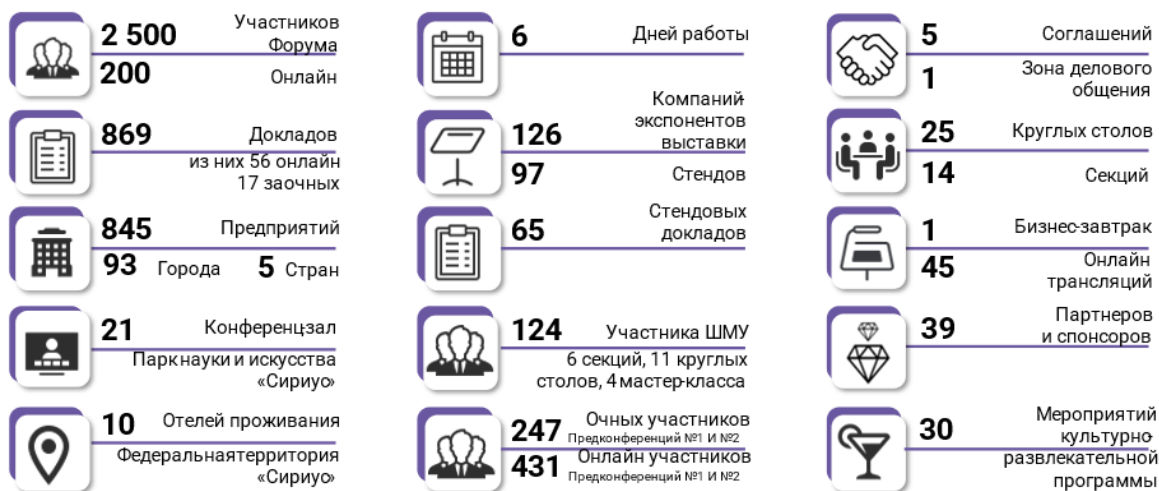 2 500 Участников
Форума
200 Онлайн
869 Докладов
из них 56 онлайн
17 заочных
845 Предприятий
93 Города 5 Стран
21 Конференцзал
Парк науки и искусства
«Сириус»
10 Отелей проживания
Федеральнаятерритория
«Сириус»
6 Дней работы
Компаний-
экспонентов
126 выставки
97 Стендов
Стендовых
65 докладов
124 Участника ШМУ
6 секций, 11 круглых
столов, 4 мастер-класса
247 Очных участников
Предконференций №1 И №2
431 Онлайн участников
Предконференций №1 И №2
5 Соглашений
1 Зона делового
общения
25 Круглых столов
14 Секций
1 Бизнес-завтрак
45 Онлайн
трансляций
39 Партнеров
и спонсоров
30 Мероприятий
культурно-
развлекательной
программы